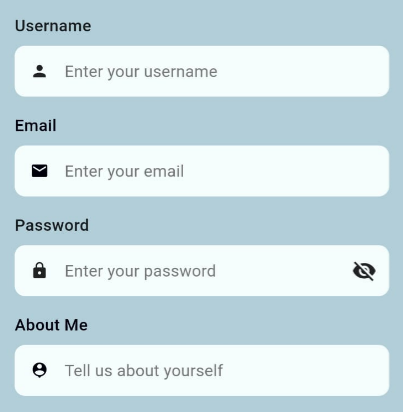 Username
Enter your username
Email
Enter your email
Password
Enter your password
About Me
Tell us about yourself